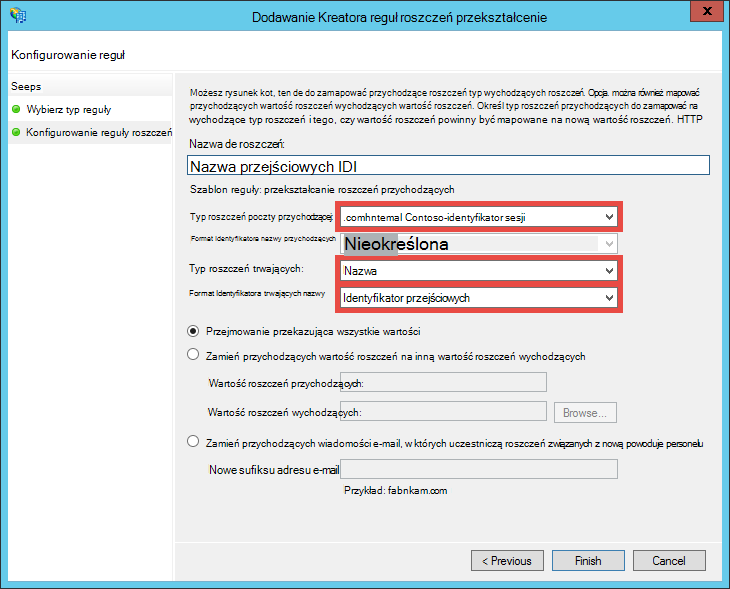 Dodawanie Kreatora reguł roszczeń przekształcenie
X
Konfigurowanie reguł
Seeps
Wybierz typ reguły
Konfigurowanie reguły roszczeń
Możesz rysunek kot, ten de do zamapować przychodzące roszczeń typ wychodzących roszczeń. Opcja. można również mapować
przychodzących wartość roszczeń wychodzących wartość roszczeń. Określ typ roszczeń przychodzących do zamapować na
wychodzące typ roszczeń i tego, czy wartość roszczeń powinny być mapowane na nową wartość roszczeń. HTTP
Nazwa de roszczeń:
Nazwa przejściowych IDI
Szablon reguły: przekształcanie roszczeń przychodzących
Typ roszczeń poczty przychodzącej: .comhntemal Contoso-identyfikator sesji
Format Identyfikatora nazwy przychodzących Nieokreślona
Typ roszczeń trwających: Nazwa
Format Identyfikatora trwających nazwy Identyfikator przejściowych
Przejmowanie przekazująca wszystkie wartości
Zamień przychodzących wartość roszczeń na inną wartość roszczeń wychodzących
Wartość roszczeń przychodzących:
Wartość roszczeń wychodzących: Browse...
Zamień przychodzących wiadomości e-mail, w których uczestniczą roszczeń związanych z nową powoduje personelu
Nowe sufiksu adresu e-mail
Przykład: fabnkam.com
< Previous Finish Cancel